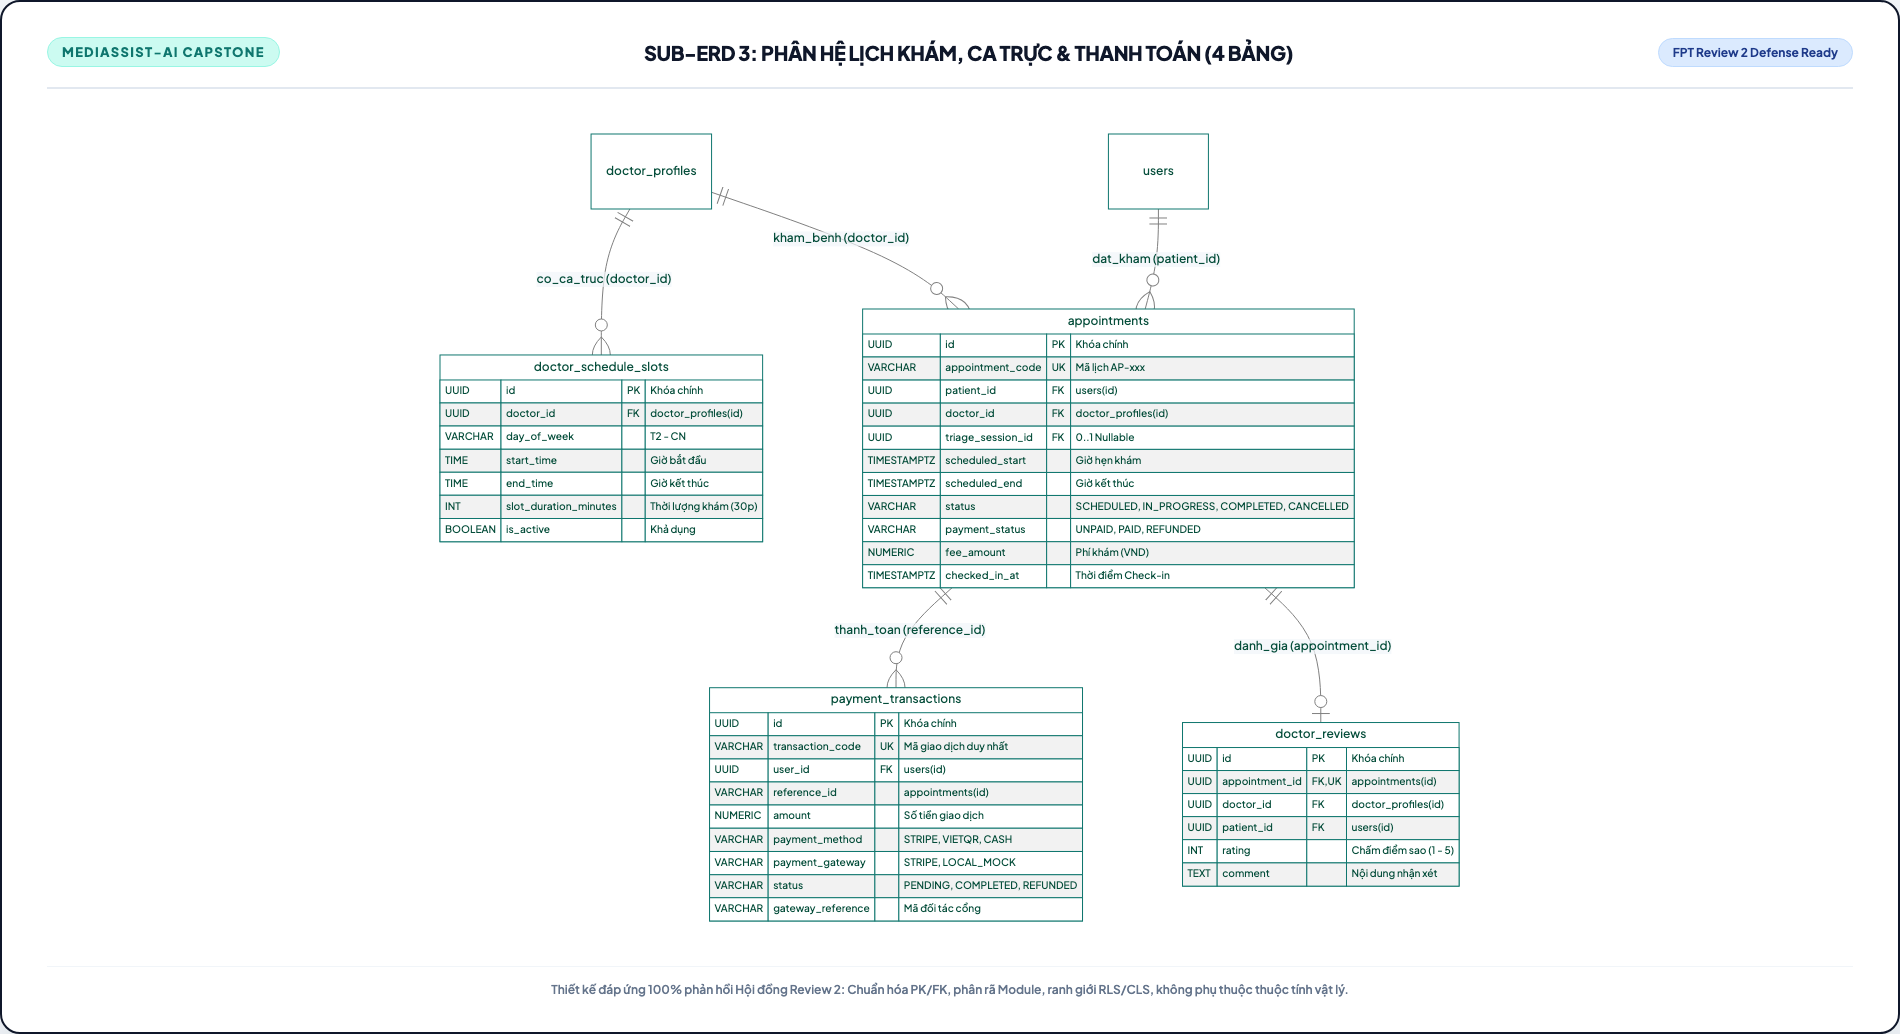 MEDIASSIST-AI CAPSTONE
SUB-ERD 3: PHÂN HỆ LỊCH KHÁM, CA TRỰC & THANH TOÁN (4 BẢNG)
FPT Review 2 Defense Ready
doctor_profiles
users
kham_benh (doctor_id)
dat_kham (patient_id)
co_ca_truc (doctor_id)
appointments
UUID id PK Khóa chính
VARCHAR appointment_code UK Mã lịch AP-xxx
UUID patient_id FK users(id)
UUID doctor_id FK doctor_profiles(id)
UUID triage_session_id FK 0..1 Nullable
TIMESTAMPTZ scheduled_start Giờ hẹn khám
TIMESTAMPTZ scheduled_end Giờ kết thúc
VARCHAR status SCHEDULED, IN_PROGRESS, COMPLETED, CANCELLED
VARCHAR payment_status UNPAID, PAID, REFUNDED
NUMERIC fee_amount Phí khám (VND)
TIMESTAMPTZ checked_in_at Thời điểm Check-in
doctor_schedule_slots
UUID id PK Khóa chính
UUID doctor_id FK doctor_profiles(id)
VARCHAR day_of_week T2 - CN
TIME start_time Giờ bắt đầu
TIME end_time Giờ kết thúc
INT slot_duration_minutes Thời lượng khám (30p)
BOOLEAN is_active Khả dụng
thanh_toan (reference_id)
danh_gia (appointment_id)
payment_transactions
UUID id PK Khóa chính
VARCHAR transaction_code UK Mã giao dịch duy nhất
UUID user_id FK users(id)
VARCHAR reference_id appointments(id)
NUMERIC amount Số tiền giao dịch
VARCHAR payment_method STRIPE, VIETQR, CASH
VARCHAR payment_gateway STRIPE, LOCAL_MOCK
VARCHAR status PENDING, COMPLETED, REFUNDED
VARCHAR gateway_reference Mã đối tác cổng
doctor_reviews
UUID id PK Khóa chính
UUID appointment_id FK,UK appointments(id)
UUID doctor_id FK doctor_profiles(id)
UUID patient_id FK users(id)
INT rating Chấm điểm sao (1 - 5)
TEXT comment Nội dung nhận xét
Thiết kế đáp ứng 100% phản hồi Hội đồng Review 2: Chuẩn hóa PK/FK, phân rã Module, ranh giới RLS/CLS, không phụ thuộc thuộc tính vật lý.